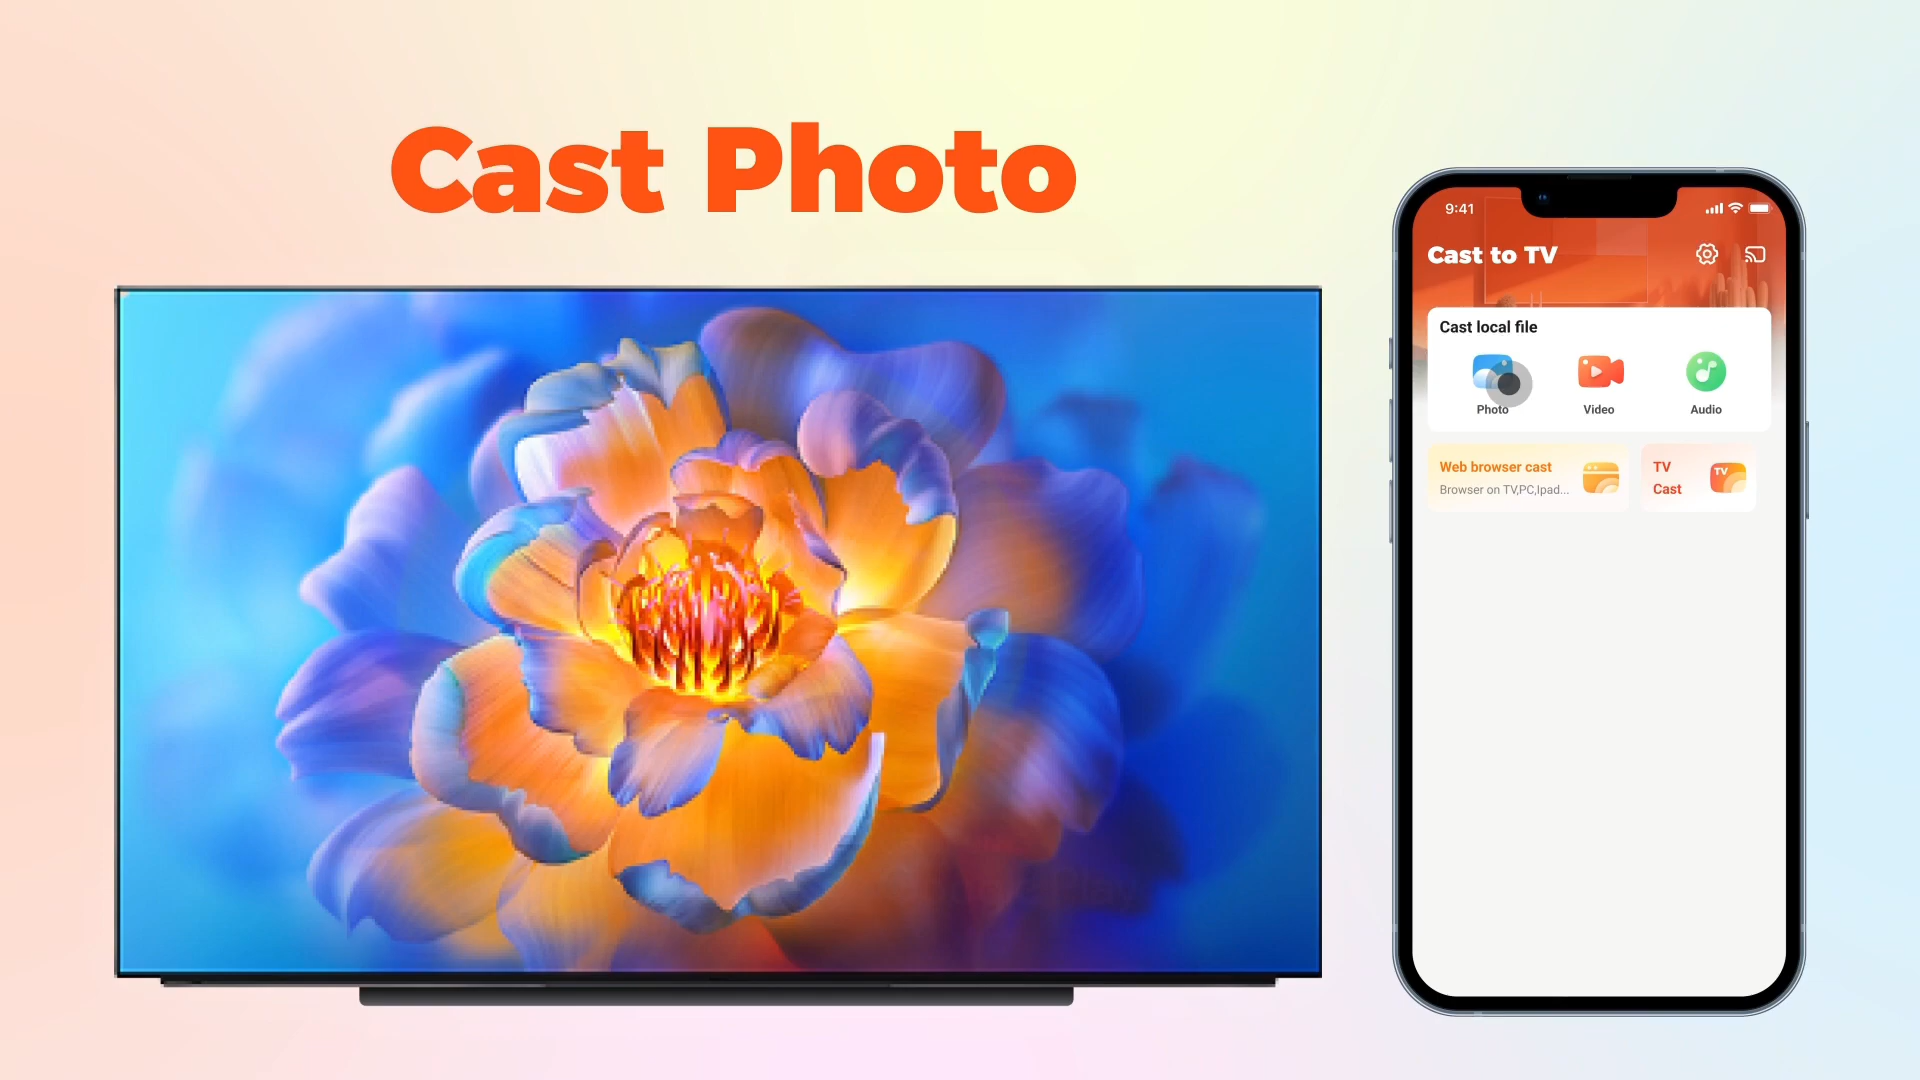 Cast Photo
9:41
Cast to TV
Cast local file
Photo
Video
Audio
Web browser cast
Browser on TV,PC,Ipad...
TV
Cast
TV